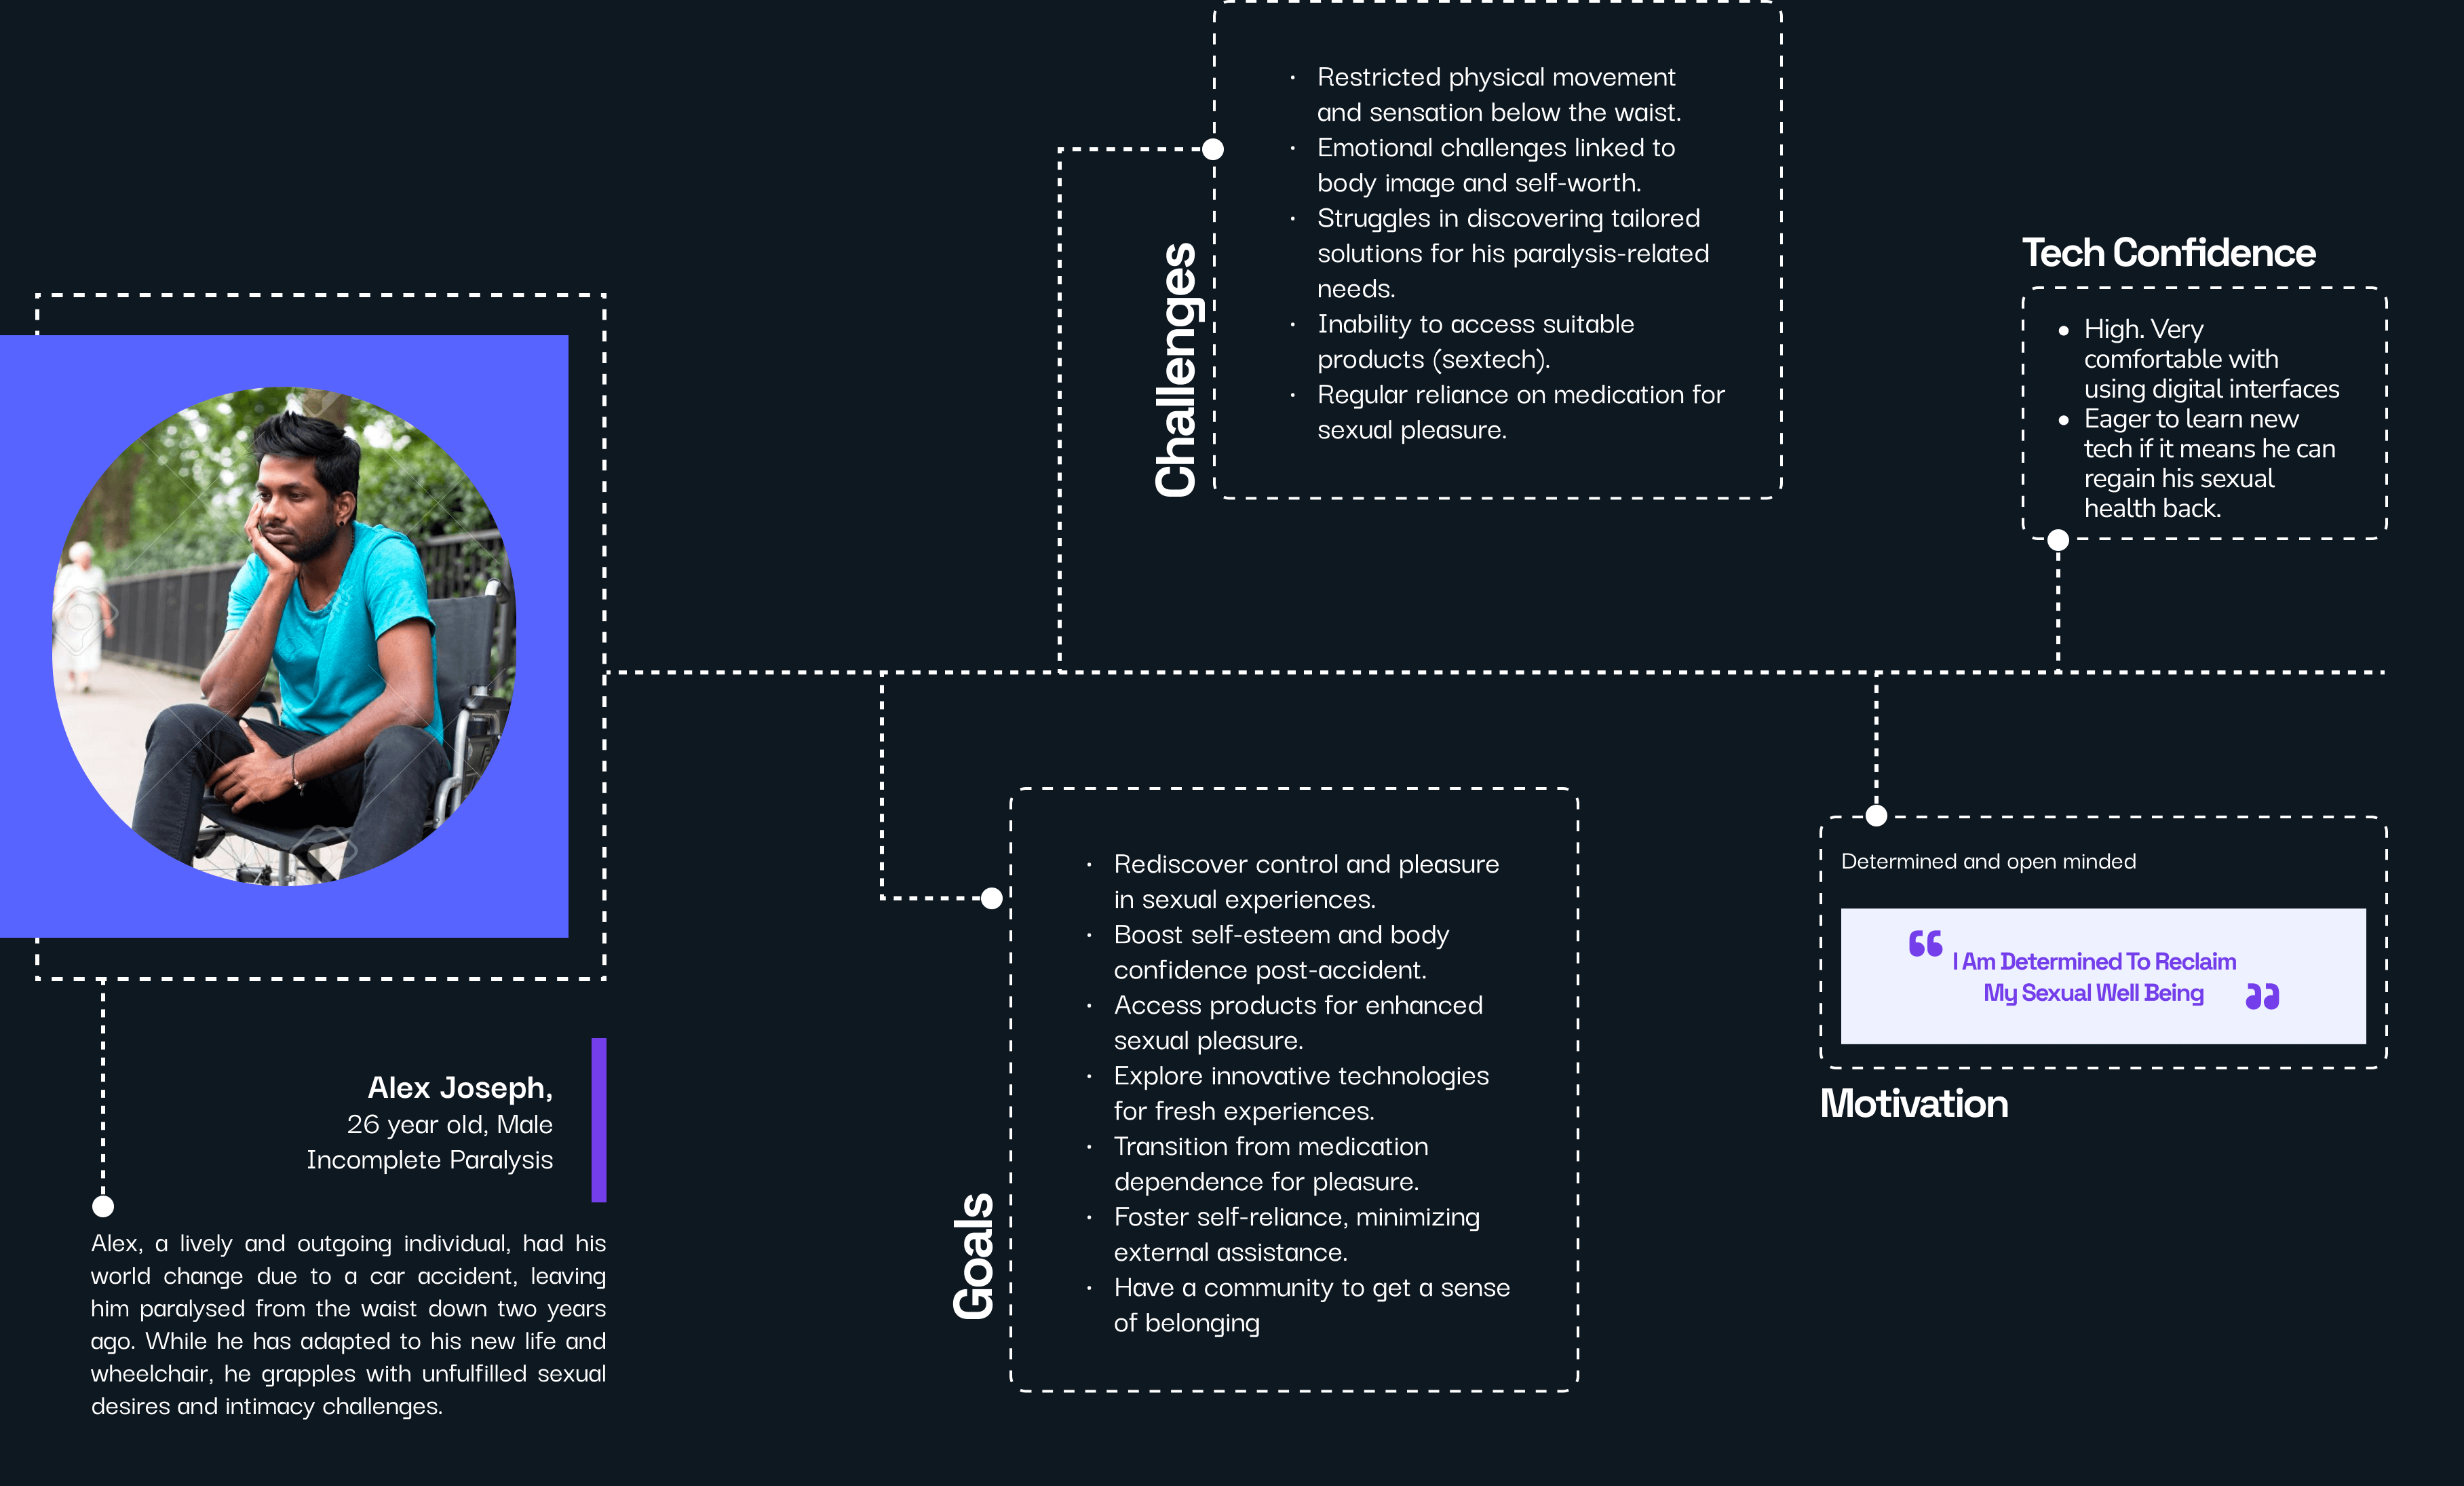 • Restricted physical movement
and sensation below the waist.
• Emotional challenges linked to
body image and self-worth.
• Struggles in discovering tailored
solutions for his paralysis-related
needs.
• Inability to access suitable
products (sextech).
• Regular reliance on medication for
sexual pleasure.
Challenges
Tech Confidence
• High. Very
comfortable with
using digital interfaces
• Eager to learn new
tech if it means he can
regain his sexual
health back.
Alex Joseph,
26 year old, Male
Incomplete Paralysis
Alex, a lively and outgoing individual, had his
world change due to a car accident, leaving
him paralysed from the waist down two years
ago. While he has adapted to his new life and
wheelchair, he grapples with unfulfilled sexual
desires and intimacy challenges.
Goals
• Rediscover control and pleasure
in sexual experiences.
• Boost self-esteem and body
confidence post-accident.
• Access products for enhanced
sexual pleasure.
• Explore innovative technologies
for fresh experiences.
• Transition from medication
dependence for pleasure.
• Foster self-reliance, minimizing
external assistance.
• Have a community to get a sense
of belonging
Determined and open minded
“ I Am Determined To Reclaim
My Sexual Well Being ”
Motivation